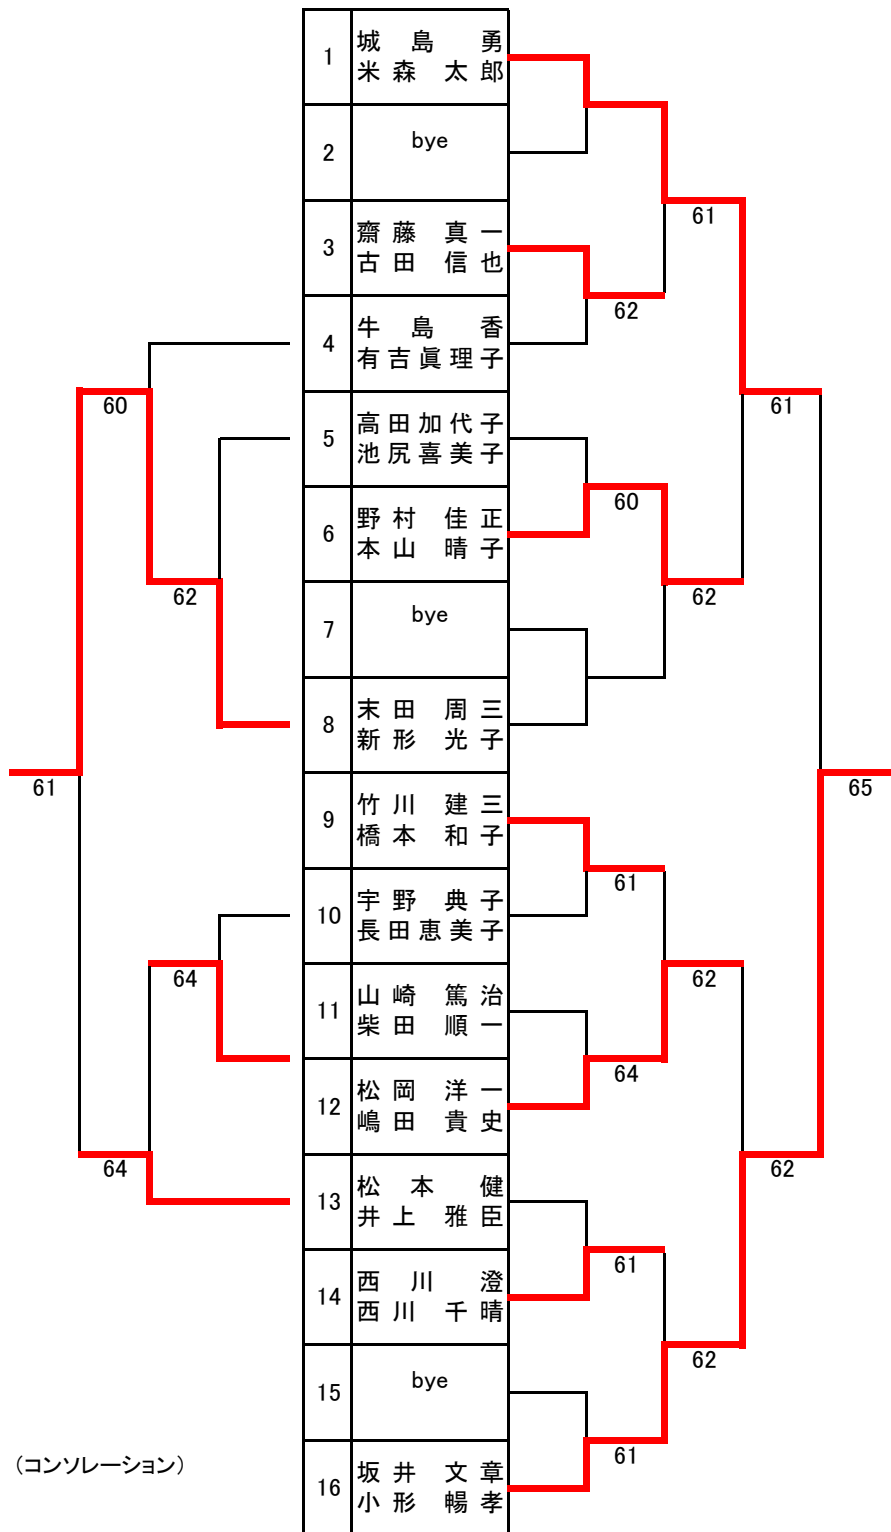 1 城島 勇
米森 太郎
2 bye
61
3 齋藤 真一
古田 信也
62
4 牛島 香
有吉眞理子
60
61
5 高田加代子
池尻喜美子
60
6 野村 佳正
本山 晴子
62
62
7 bye
8 末田 周三
新形 光子
61
65
9 竹川 建三
橋本 和子
61
10 宇野 典子
長田恵美子
64
62
11 山崎 篤治
柴田 順一
64
12 松岡 洋一
嶋田 貴史
64
62
13 松本 健
井上 雅臣
61
14 西川 澄
西川 千晴
62
15 bye
61
(コンソレーション)
16 坂井 文章
小形 暢孝